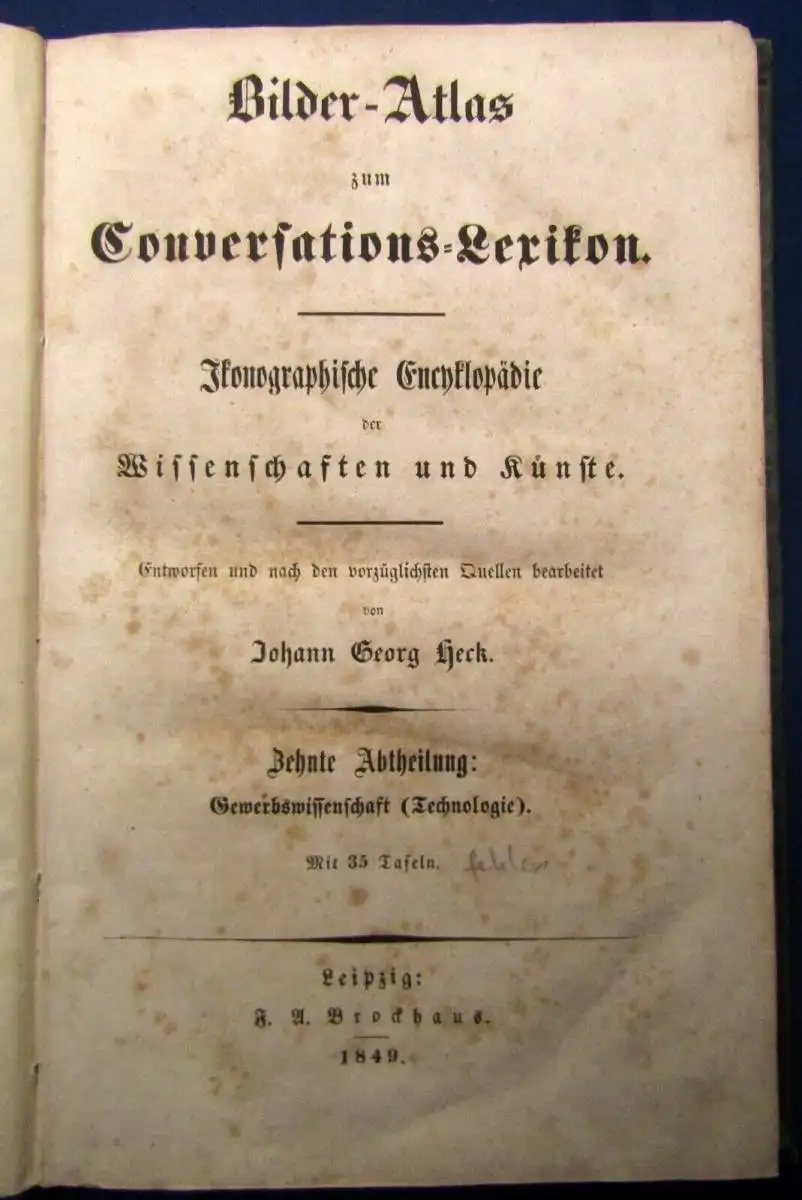 Bilder-Atlas
zum
Conversations-Lexikon.
Ikonographische Encyklopädie
der
Wissenschaften und Künste.
Entworfen und nach den vorzüglichsten Quellen bearbeitet
von
Johann Georg Heck.
Zehnte Abtheilung:
Gewerbswissenschaft (Technologie).
Mit 35 Tafeln. fehlen
Leipzig:
F. A. Brockhaus.
1849.